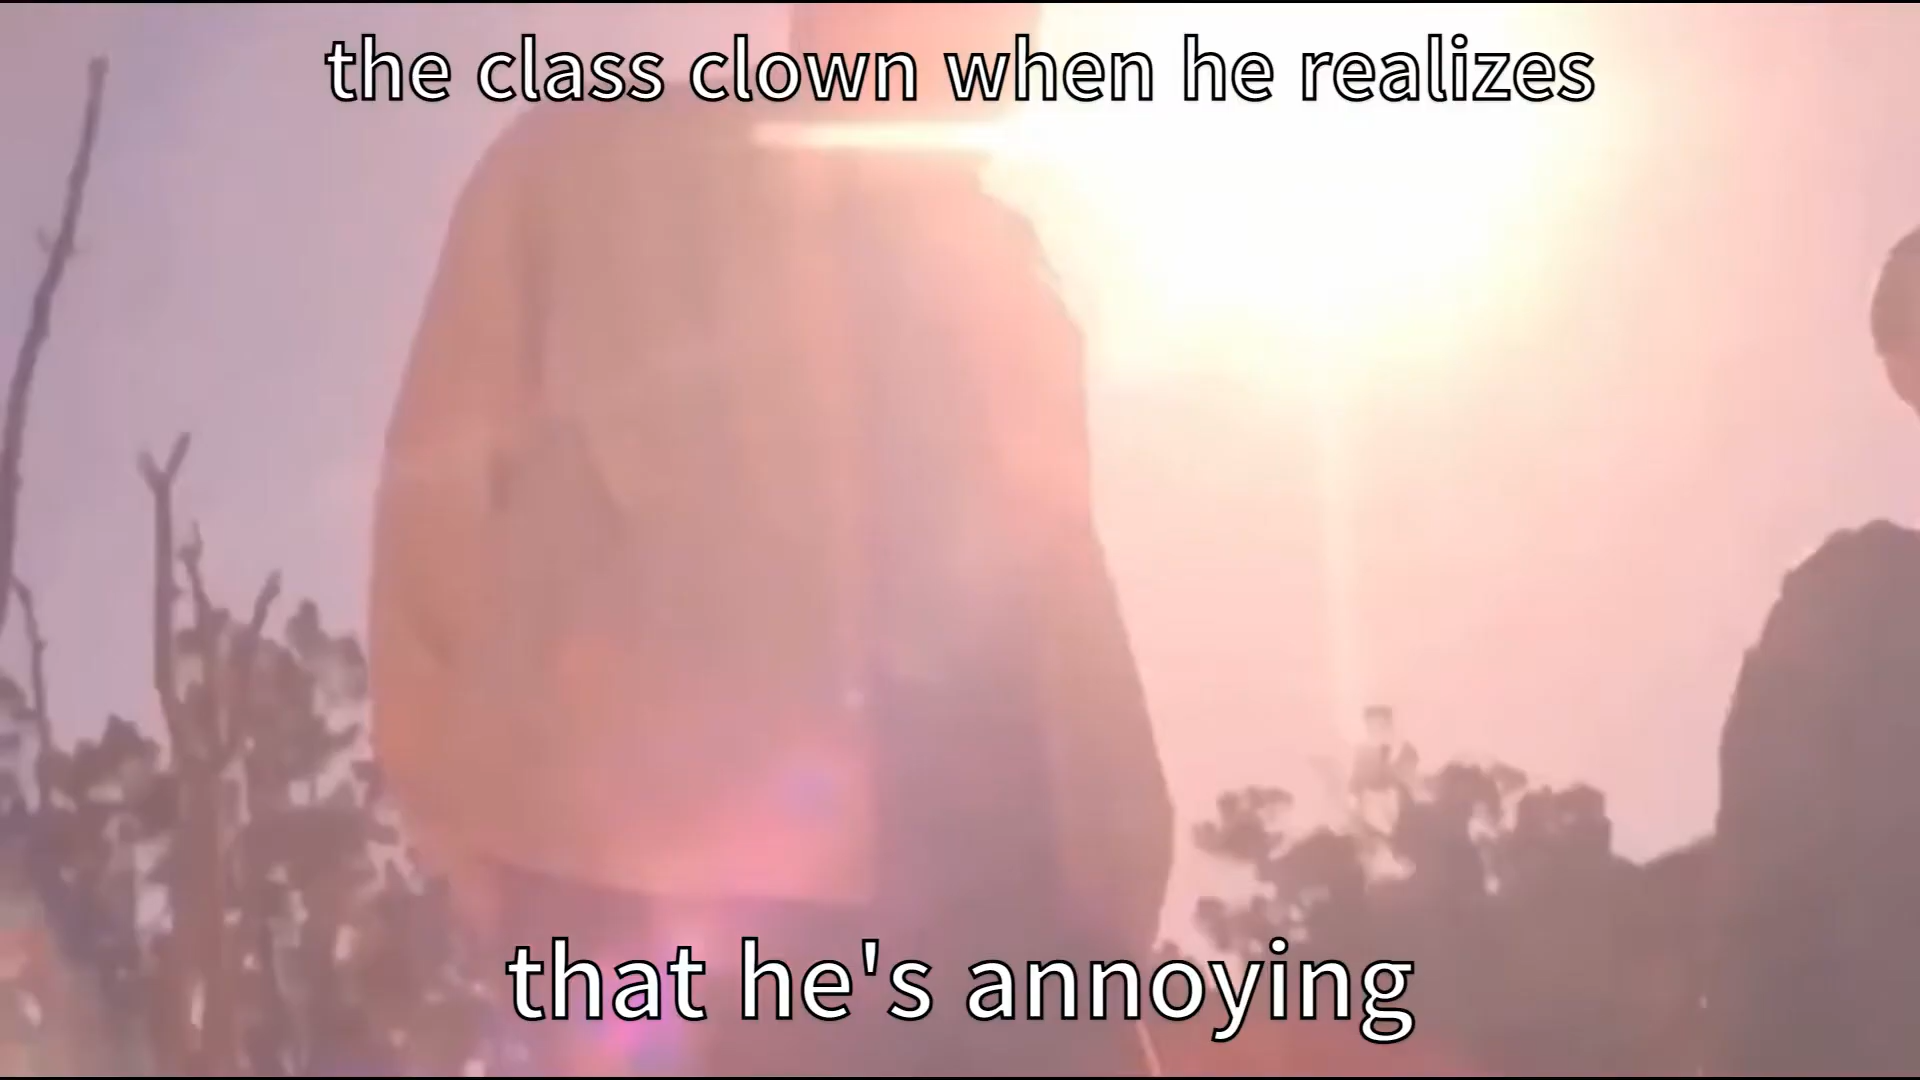 the class clown when he realizes
that he's annoying